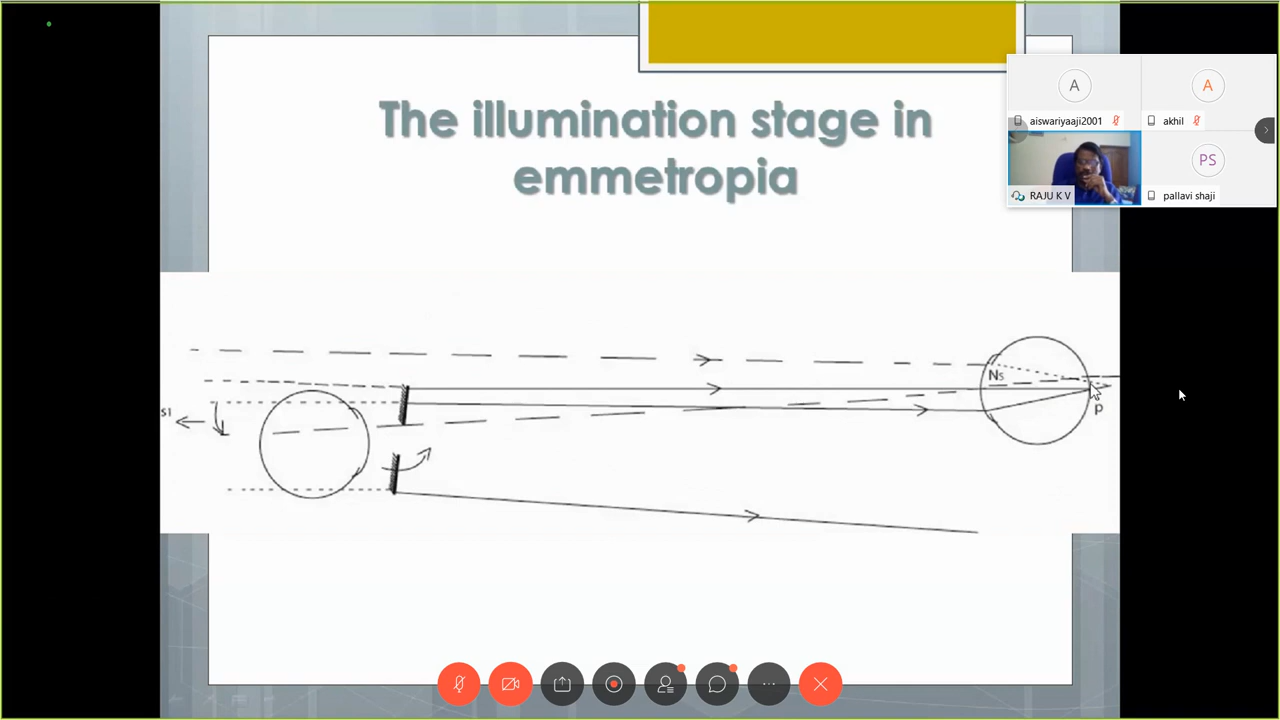 The illumination stage in
emmetropia
A
A
aiswariyaaji2001
akhil
PS
RAJU K V
pallavi shaji
Ns
p
s1